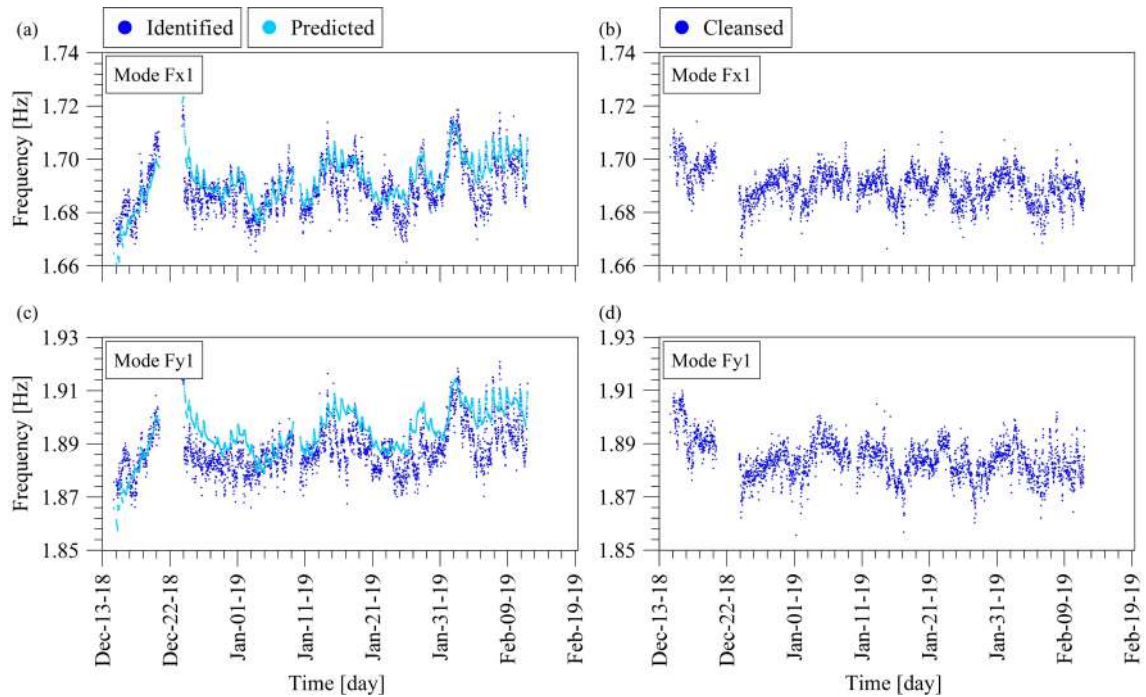 (a) Identified Predicted
(b) Cleansed
1.74
1.72
1.70
1.68
1.66
Frequency [Hz]
Mode Fx1
1.74
1.72
1.70
1.68
1.66
Mode Fx1
(c)
1.93
1.91
1.89
1.87
1.85
Frequency [Hz]
Mode Fy1
(d)
1.93
1.91
1.89
1.87
1.85
Mode Fy1
Dec-13-18
Dec-22-18
Jan-01-19
Jan-11-19
Jan-21-19
Jan-31-19
Feb-09-19
Feb-19-19
Time [day]
Dec-13-18
Dec-22-18
Jan-01-19
Jan-11-19
Jan-21-19
Jan-31-19
Feb-09-19
Feb-19-19
Time [day]